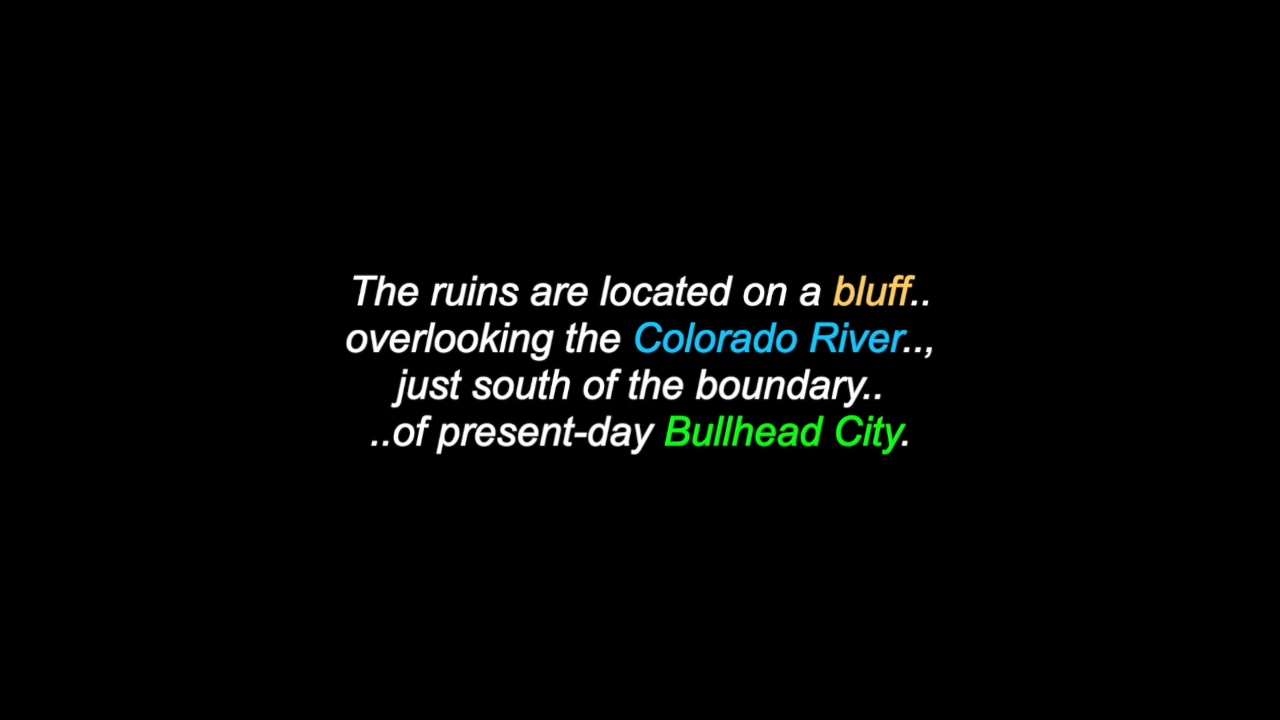 The ruins are located on a bluff..
overlooking the Colorado River..,
just south of the boundary..
..of present-day Bullhead City.